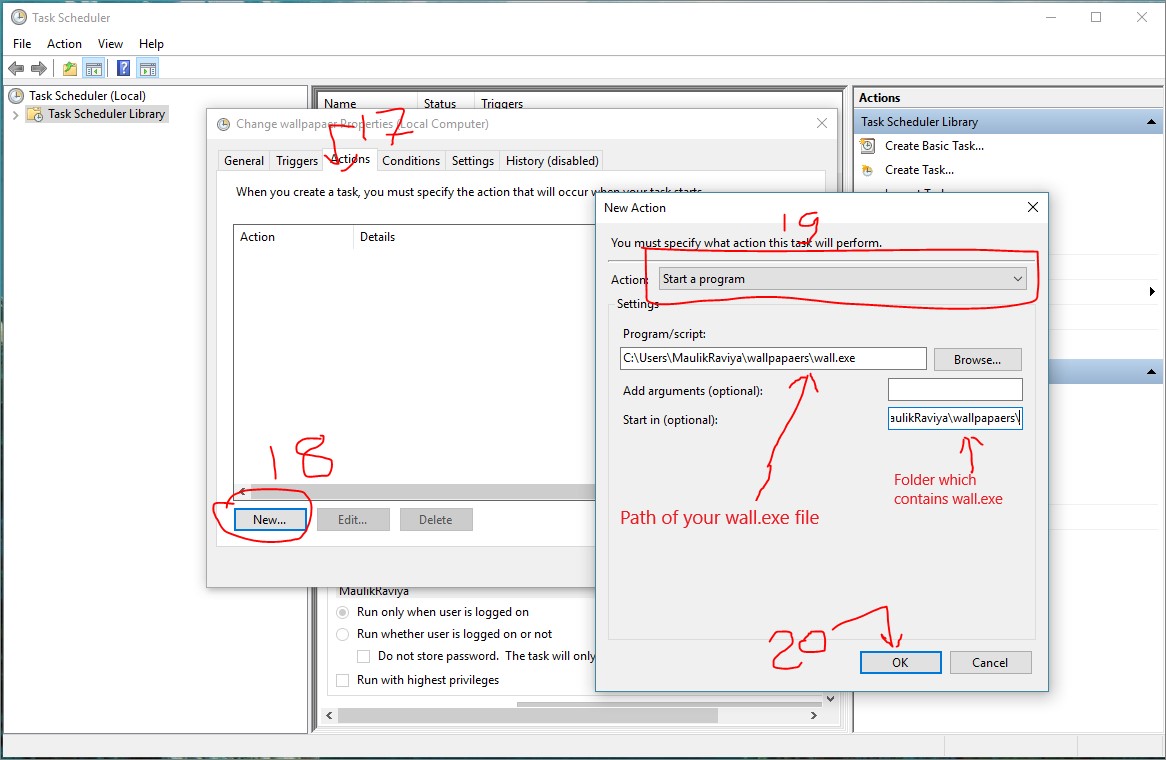 Task Scheduler
File Action View Help
Task Scheduler (Local)
Task Scheduler Library
Name Status Triggers
Change wallpapaer Properties (Local Computer)
17
General Triggers Actions Conditions Settings History (disabled)
When you create a task, you must specify the action that will occur when your task starts.
Action Details
18
New... Edit... Delete
MaulikRaviya
Run only when user is logged on
Run whether user is logged on or not
Do not store password. The task will only
Run with highest privileges
New Action
19
You must specify what action this task will perform.
Action: Start a program
Settings
Program/script:
C:\Users\MaulikRaviya\wallpapaers\wall.exe Browse...
Add arguments (optional):
Start in (optional): aulikRaviya\wallpapaers\
Folder which
contains wall.exe
Path of your wall.exe file
20
OK Cancel
Actions
Task Scheduler Library
Create Basic Task...
Create Task...